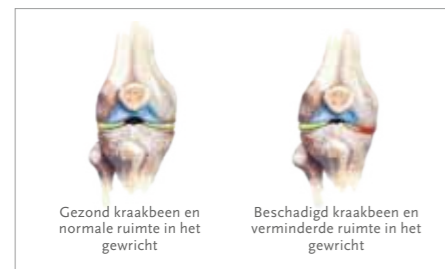 Gezond kraakbeen en
normale ruimte in het
gewricht
Beschadigd kraakbeen en
verminderde ruimte in het
gewricht